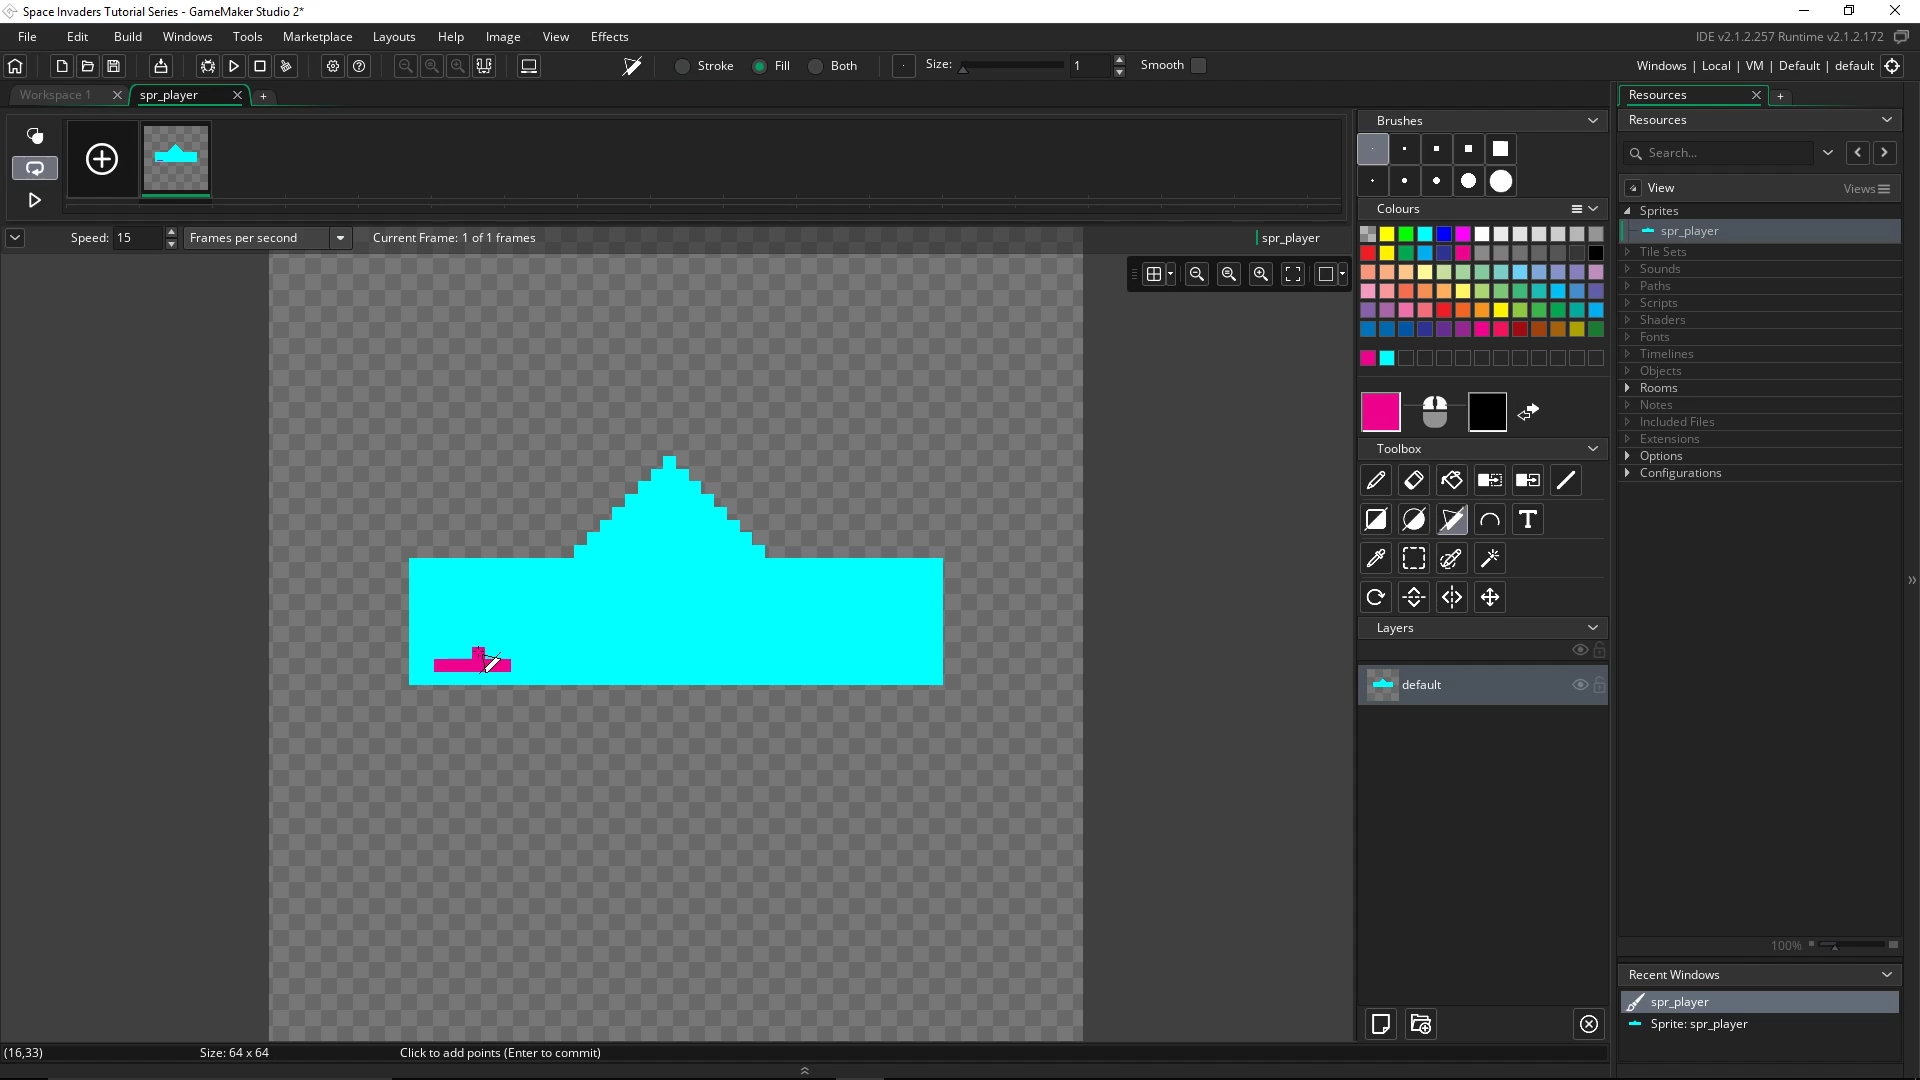 Space Invaders Tutorial Series - GameMaker Studio 2*
File Edit Build Windows Tools Marketplace Layouts Help Image View Effects
IDE v2.1.2.257 Runtime v2.1.2.172
Stroke Fill Both Size: 1 Smooth
Windows | Local | VM | Default | default
Workspace 1 spr_player
Resources
Resources
Search...
View Views
Sprites
spr_player
Tile Sets
Sounds
Paths
Scripts
Shaders
Fonts
Timelines
Objects
Rooms
Notes
Included Files
Extensions
Options
Configurations
100%
Recent Windows
spr_player
Sprite: spr_player
Brushes
Colours
Toolbox
T
Layers
default
Speed: 15 Frames per second Current Frame: 1 of 1 frames spr_player
(16,33) Size: 64 x 64 Click to add points (Enter to commit)